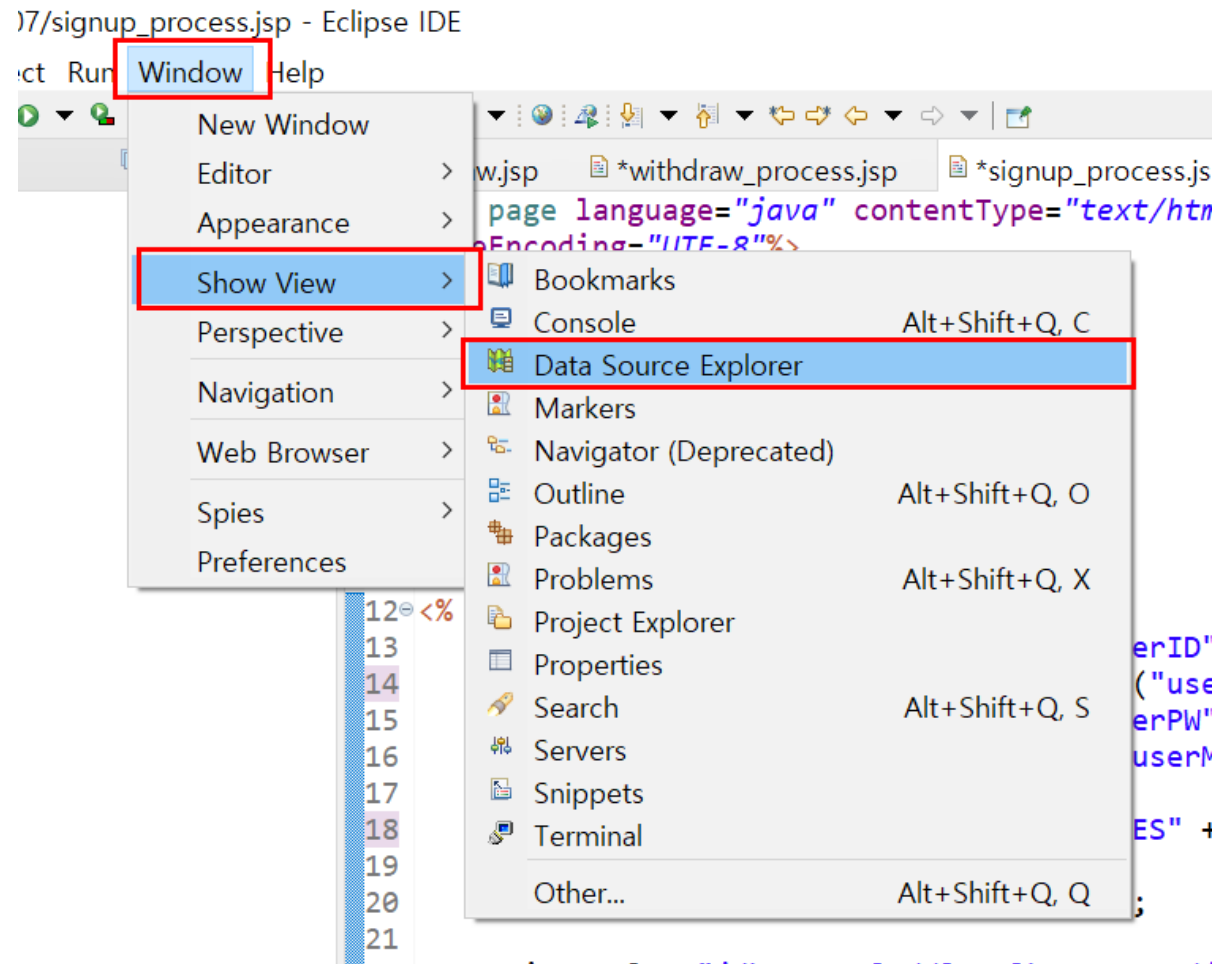 07/signup_process.jsp - Eclipse IDE
ect Run Window Help
New Window
Editor
Appearance
Show View
Perspective
Navigation
Web Browser
Spies
Preferences
w.jsp *withdraw_process.jsp *signup_process.js
page language="java" contentType="text/htm
eEncoding="UTF-8"%>
Bookmarks
Console Alt+Shift+Q, C
Data Source Explorer
Markers
Navigator (Deprecated)
Outline Alt+Shift+Q, O
Packages
Problems Alt+Shift+Q, X
Project Explorer
Properties
Search Alt+Shift+Q, S
Servers
Snippets
Terminal
Other... Alt+Shift+Q, Q
12 <%
13 erID"
14 ("use
15 erPW"
16 userM
17
18 ES" +
19
20 ;
21